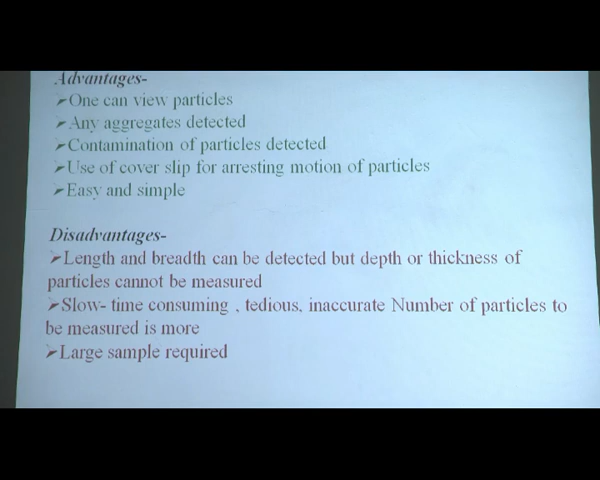 Advantages-
➤One can view particles
➤Any aggregates detected
➤Contamination of particles detected
➤Use of cover slip for arresting motion of particles
➤Easy and simple
Disadvantages-
➤Length and breadth can be detected but depth or thickness of
particles cannot be measured
➤Slow- time consuming , tedious, inaccurate Number of particles to
be measured is more
➤Large sample required